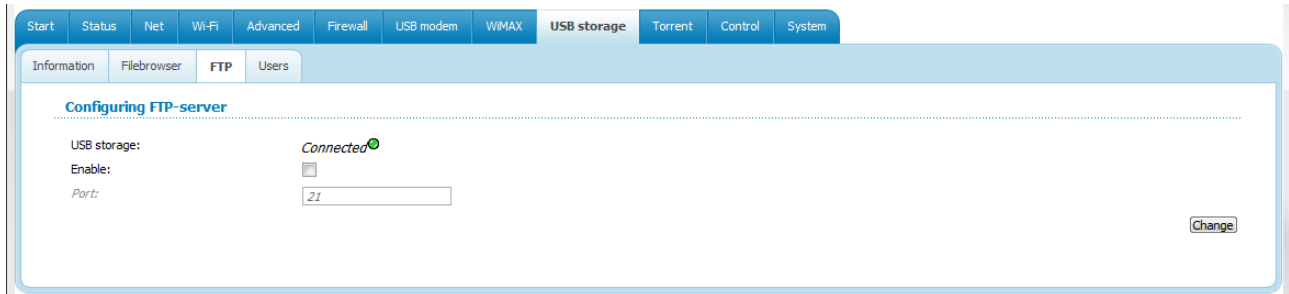 Start Status Net Wi-Fi Advanced Firewall USB modem WiMAX USB storage Torrent Control System
Information Filebrowser FTP Users
Configuring FTP-server
USB storage: Connected
Enable:
Port: 21
Change